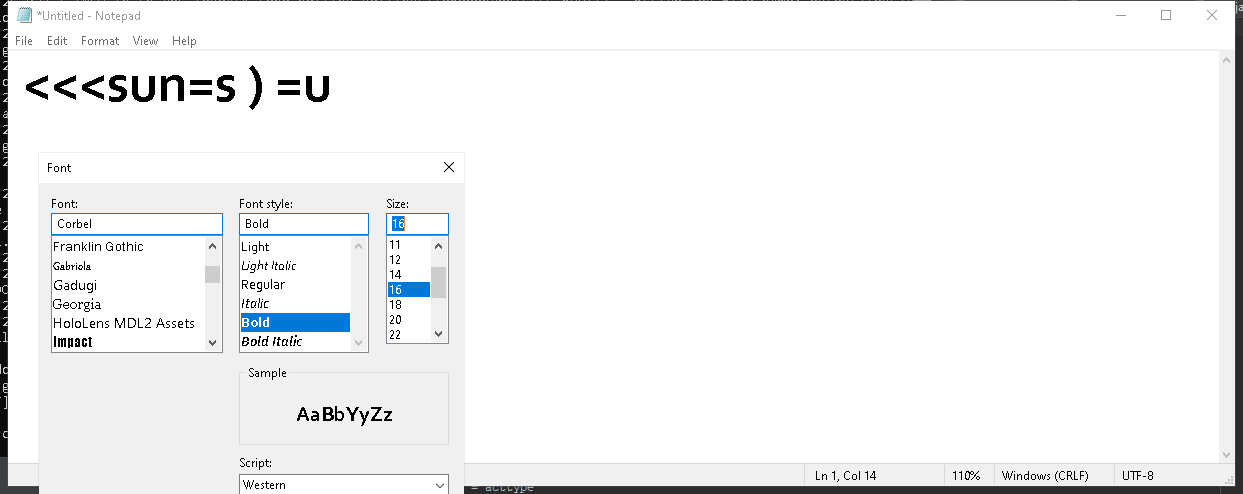 *Untitled - Notepad
File Edit Format View Help
<<<sun=s ) =u
Font
Font: Font style: Size:
Corbel Bold 16
Franklin Gothic Light 11
Gabriola Light Italic 12
Gadugi Regular 14
Georgia Italic 16
HoloLens MDL2 Assets Bold 18
Impact Bold Italic 20
22
Sample
AaBbYyZz
Script:
Western
Ln 1, Col 14 110% Windows (CRLF) UTF-8
= acctype